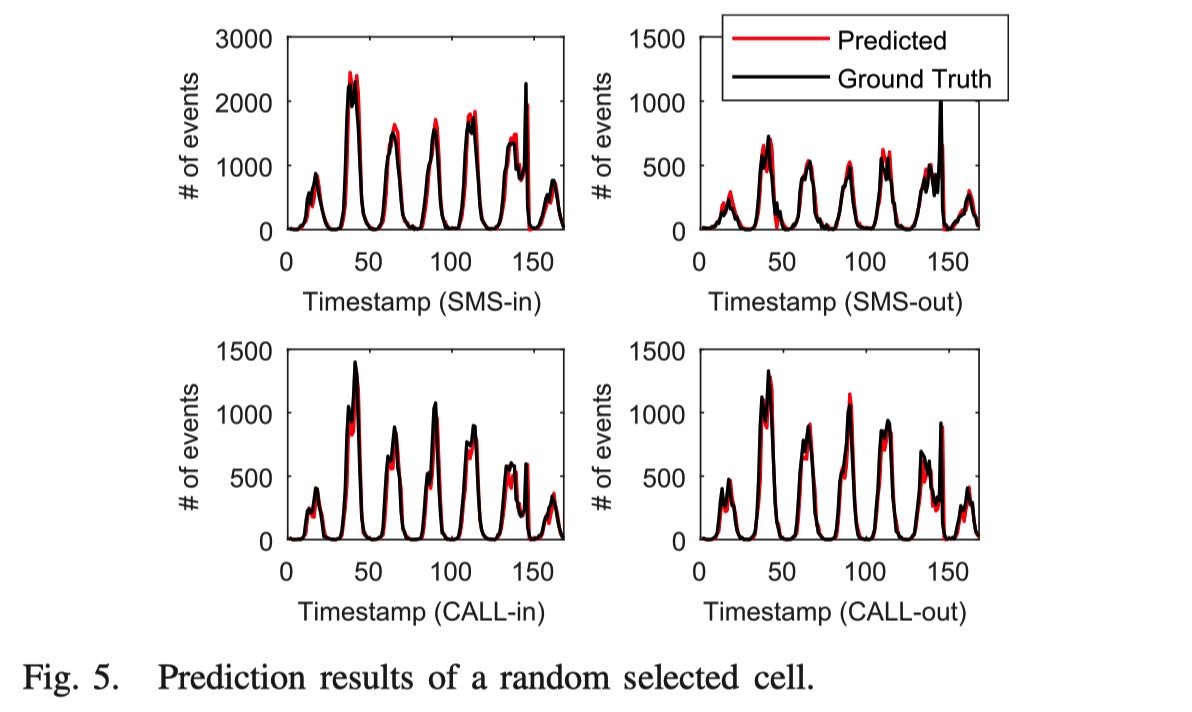 3000
2000
1000
0
# of events
0 50 100 150
Timestamp (SMS-in)
1500
1000
500
0
# of events
0 50 100 150
Timestamp (SMS-out)
Predicted
Ground Truth
1500
1000
500
0
# of events
0 50 100 150
Timestamp (CALL-in)
1500
1000
500
0
# of events
0 50 100 150
Timestamp (CALL-out)
Fig. 5. Prediction results of a random selected cell.